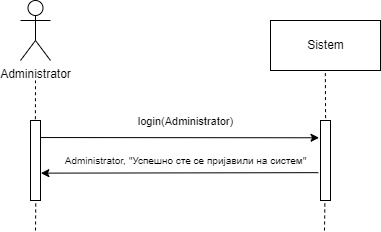 Administrator
Sistem
login(Administrator)
Administrator, "Успешно сте се пријавили на систем"